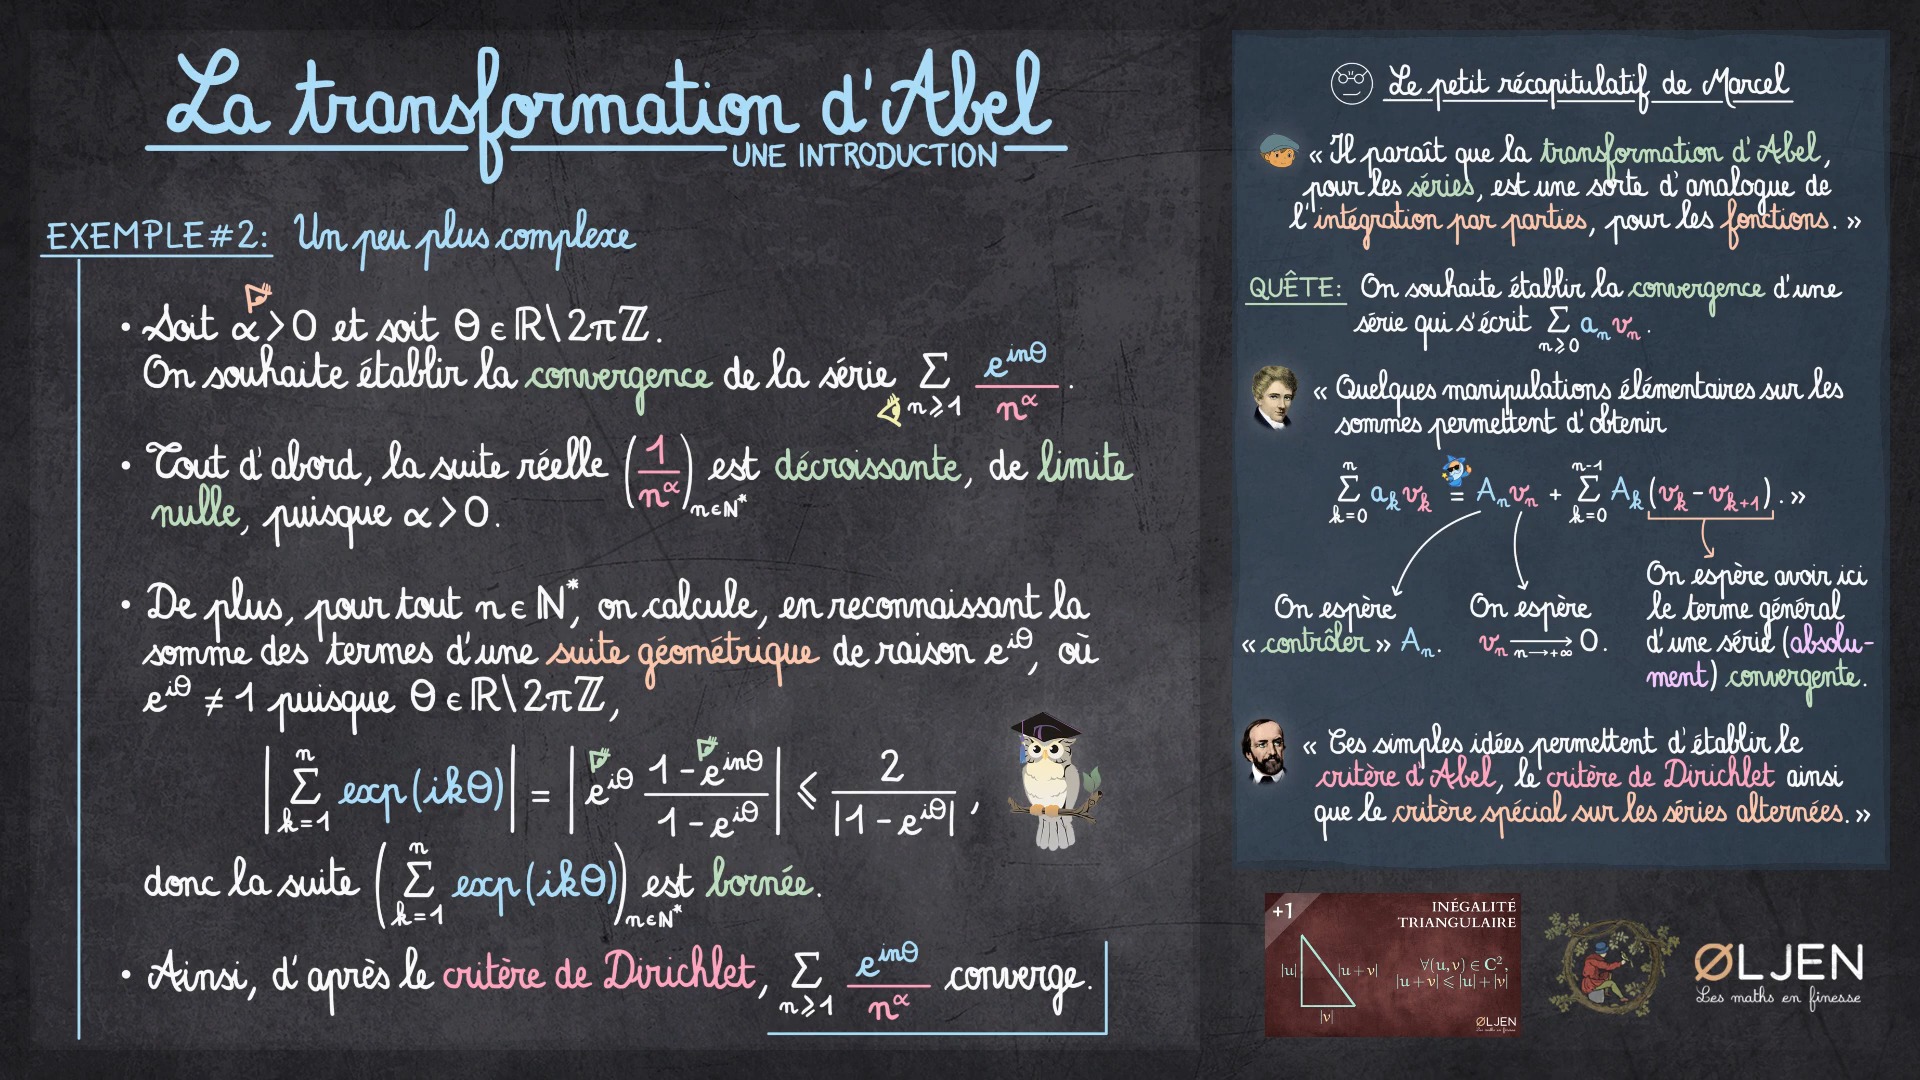 La transformation d'Abel
UNE INTRODUCTION
EXEMPLE#2: Un peu plus complexe
• Soit α > 0 et soit θ ∈ ℝ\2πℤ.
On souhaite établir la convergence de la série ∑_{n⩾1} e^{inθ}/n^α.
• Tout d'abord, la suite réelle (1/n^α)_{n∈ℕ*} est décroissante, de limite
nulle, puisque α > 0.
• De plus, pour tout n ∈ ℕ*, on calcule, en reconnaissant la
somme des termes d'une suite géométrique de raison e^{iθ}, où
e^{iθ} ≠ 1 puisque θ ∈ ℝ\2πℤ,
|∑_{k=1}^{n} exp(ikθ)| = |e^{iθ} (1-e^{inθ})/(1-e^{iθ})| ⩽ 2/|1-e^{iθ}|,
donc la suite (∑_{k=1}^{n} exp(ikθ))_{n∈ℕ*} est bornée.
• Ainsi, d'après le critère de Dirichlet, ∑_{n⩾1} e^{inθ}/n^α converge.
Le petit récapitulatif de Marcel
« Il paraît que la transformation d'Abel,
pour les séries, est une sorte d'analogue de
l'intégration par parties, pour les fonctions. »
QUÊTE: On souhaite établir la convergence d'une
série qui s'écrit ∑_{n⩾0} a_n v_n.
« Quelques manipulations élémentaires sur les
sommes permettent d'obtenir
∑_{k=0}^{n} a_k v_k = A_n v_n + ∑_{k=0}^{n-1} A_k (v_k - v_{k+1}). »
On espère
« contrôler » A_n.
On espère
v_n ⟶_{n→+∞} 0.
On espère avoir ici
le terme général
d'une série (absolu-
ment) convergente.
« Ces simples idées permettent d'établir le
critère d'Abel, le critère de Dirichlet ainsi
que le critère spécial sur les séries alternées. »
+1
INÉGALITÉ
TRIANGULAIRE
|u|
|u+v|
|v|
∀(u,v) ∈ C²,
|u+v| ⩽ |u|+|v|
ØLJEN
Les maths en finesse
ØLJEN
Les maths en finesse